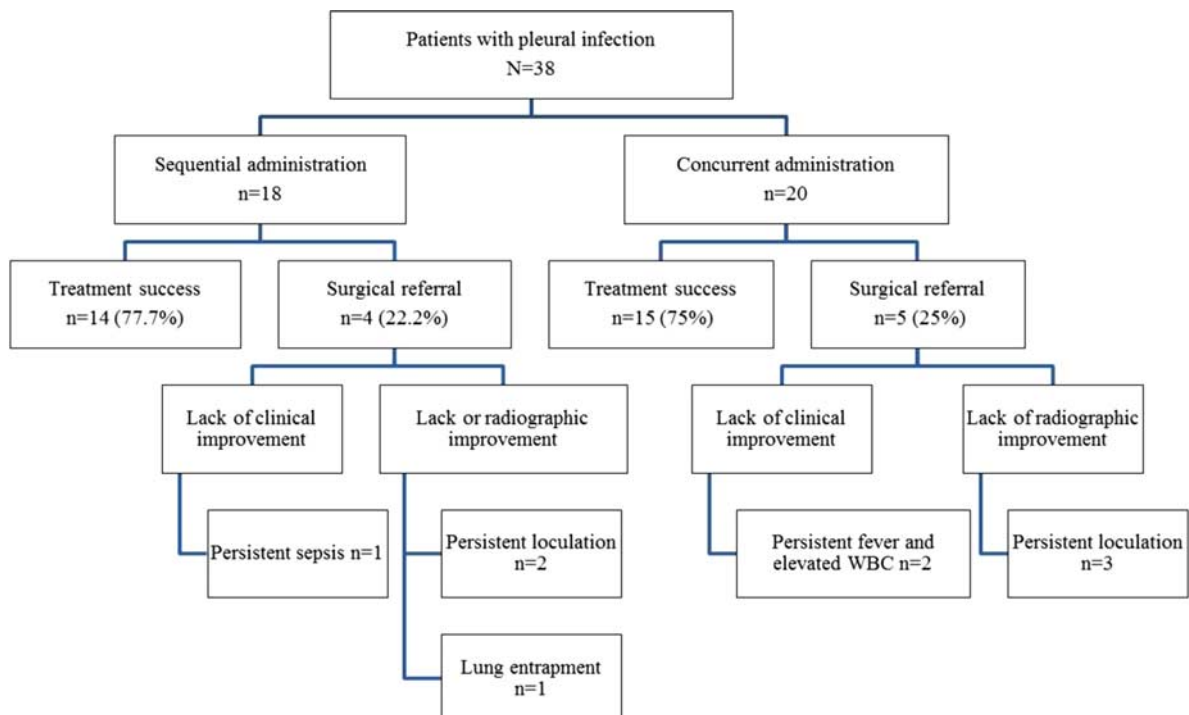 Patients with pleural infection
N=38
Sequential administration
n=18
Concurrent administration
n=20
Treatment success
n=14 (77.7%)
Surgical referral
n=4 (22.2%)
Treatment success
n=15 (75%)
Surgical referral
n=5 (25%)
Lack of clinical
improvement
Lack or radiographic
improvement
Lack of clinical
improvement
Lack of radiographic
improvement
Persistent sepsis n=1
Persistent loculation
n=2
Persistent fever and
elevated WBC n=2
Persistent loculation
n=3
Lung entrapment
n=1